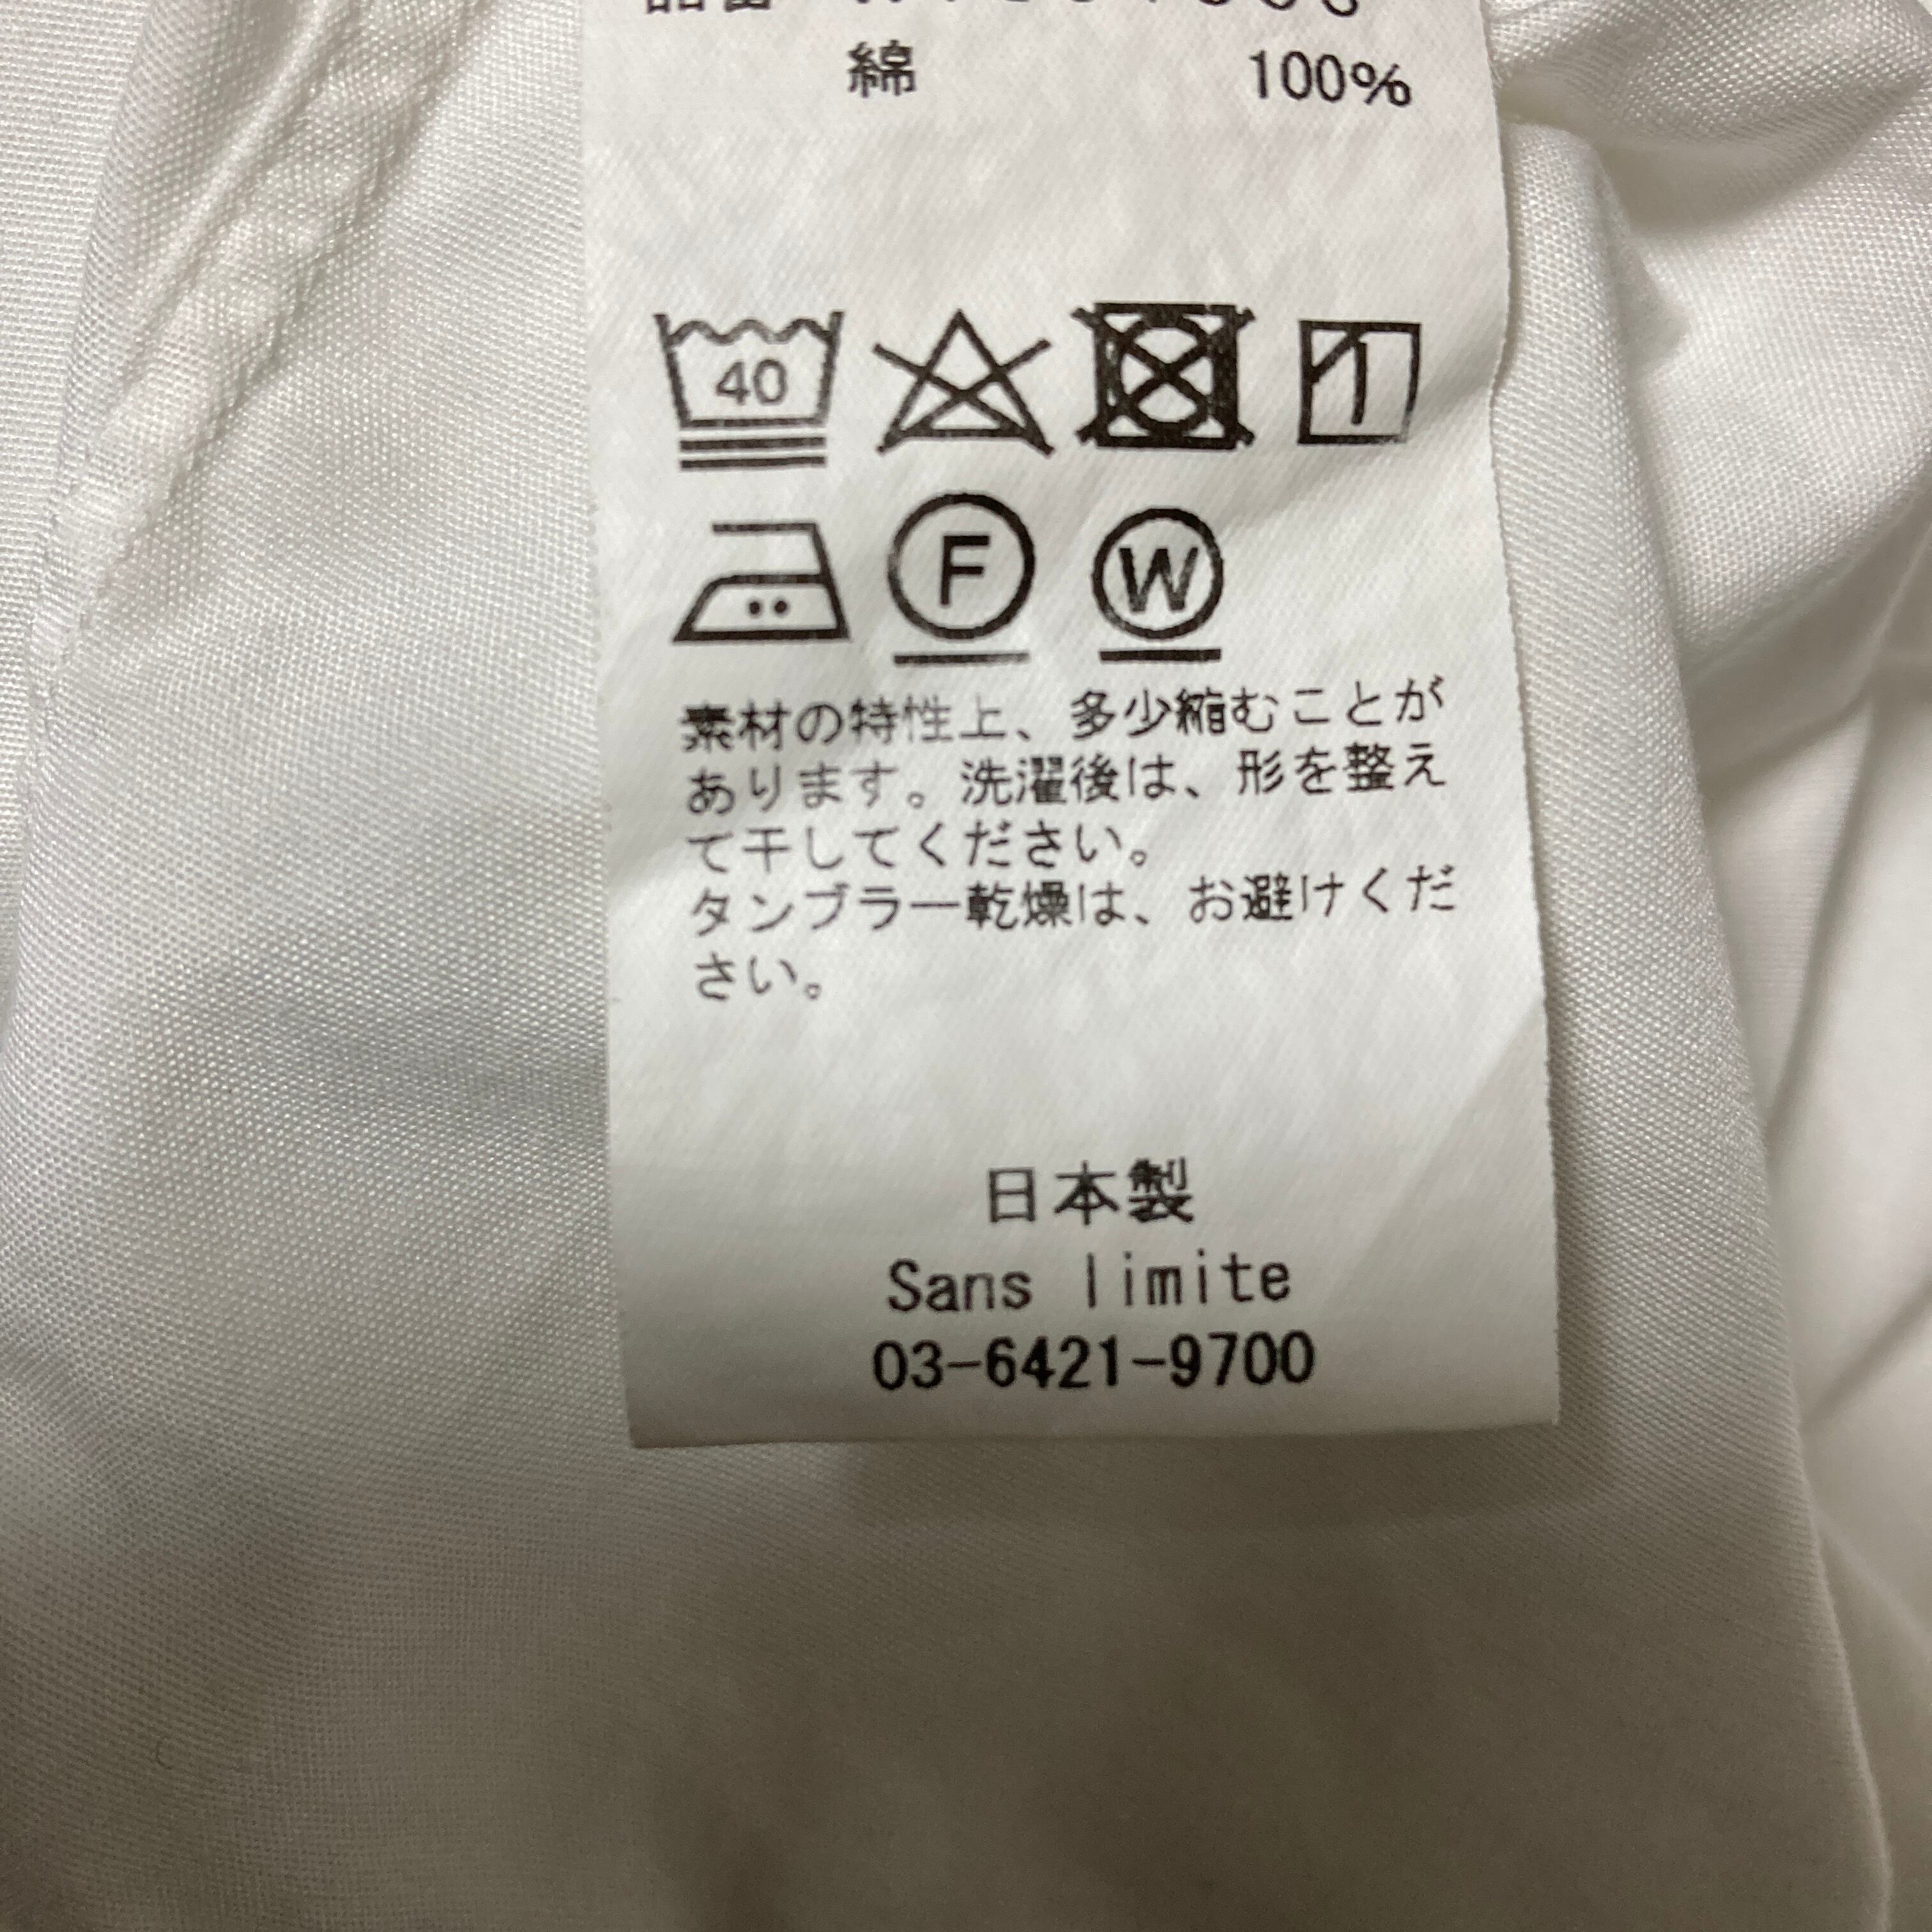 綿 100%
40
F W
素材の特性上、多少縮むことが
あります。洗濯後は、形を整え
て干してください。
タンブラー乾燥は、お避けくだ
さい。
日本製
Sans limite
03-6421-9700